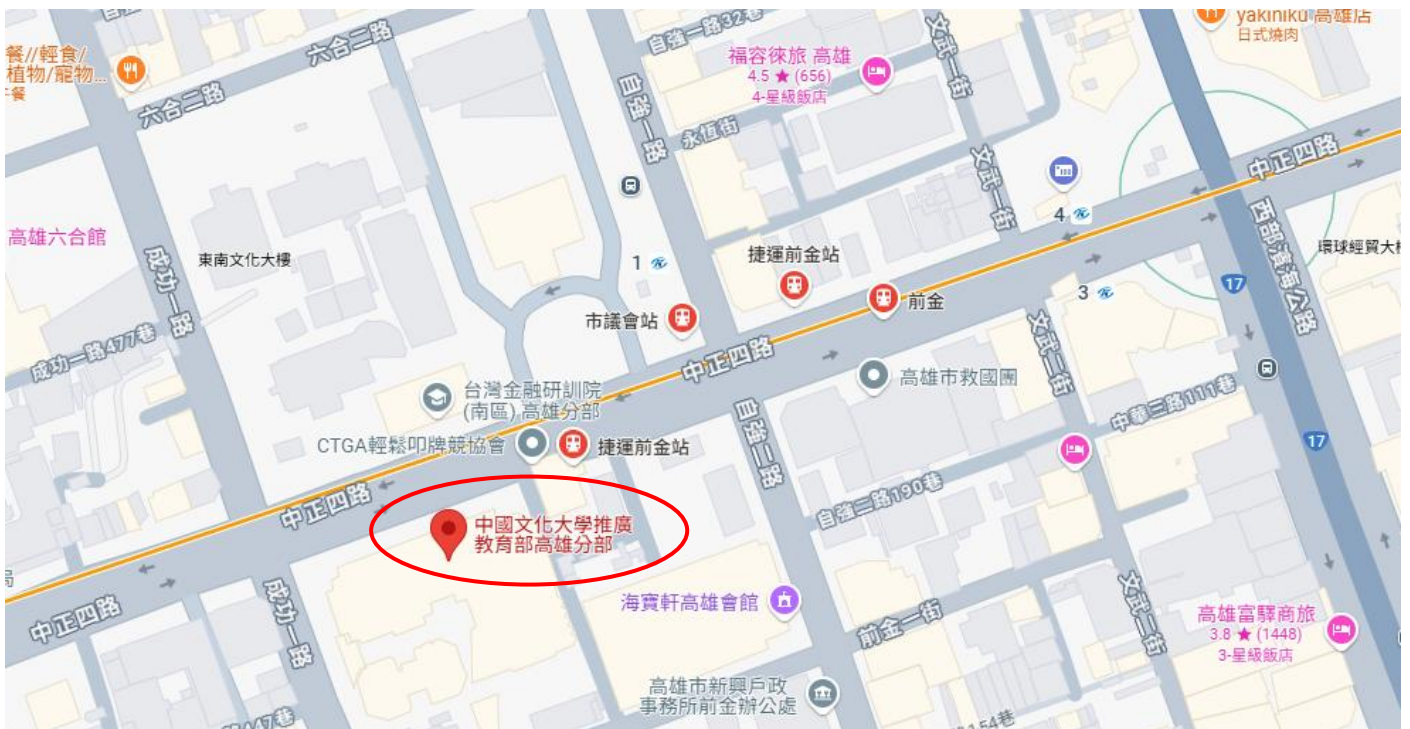 餐//輕食/
植物/寵物...
餐
六合二路
六合二路
自強一路32巷
自強一路
福容徠旅 高雄
4.5 ★ (656)
4-星級飯店
文武一街
yakiniku 高雄店
日式燒肉
永恆街
文武一街
中正四路
4
高雄六合館
東南文化大樓
成功一路
1
捷運前金站
環球經貿大樓
西部濱海公路
17
3
前金
市議會站
成功一路477巷
中正四路
文武二街
高雄市救國團
台灣金融研訓院
(南區) 高雄分部
自強二路
中華三路111巷
17
CTGA輕鬆叩牌競協會
捷運前金站
自強二路190巷
中正四路
中國文化大學推廣
教育部高雄分部
中正四路
成功一路
海寶軒高雄會館
前金一街
文武二街
高雄富驛商旅
3.8 ★ (1448)
3-星級飯店
高雄市新興戶政
事務所前金辦公處
447巷
154巷